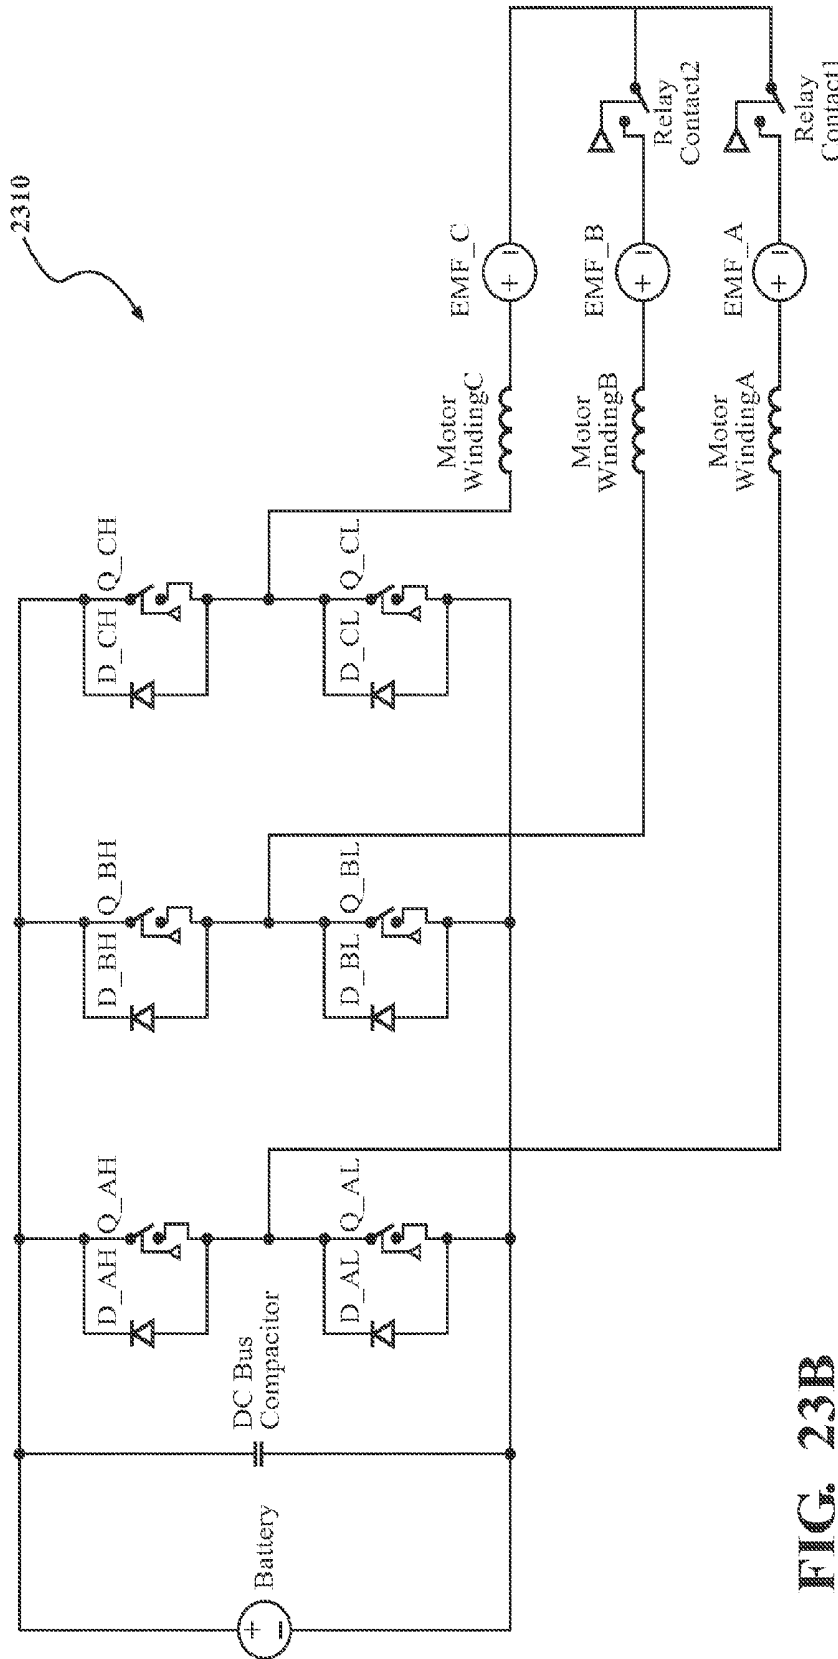 2310
Battery
DC Bus
Compacitor
D_AH
Q_AH
D_AL
Q_AL
D_BH
Q_BH
D_BL
Q_BL
D_CH
Q_CH
D_CL
Q_CL
Motor
WindingC
EMF_C
Motor
WindingB
EMF_B
Relay
Contact2
Motor
WindingA
EMF_A
Relay
Contact1
+
-
+
-
+
-
+
-
FIG. 23B